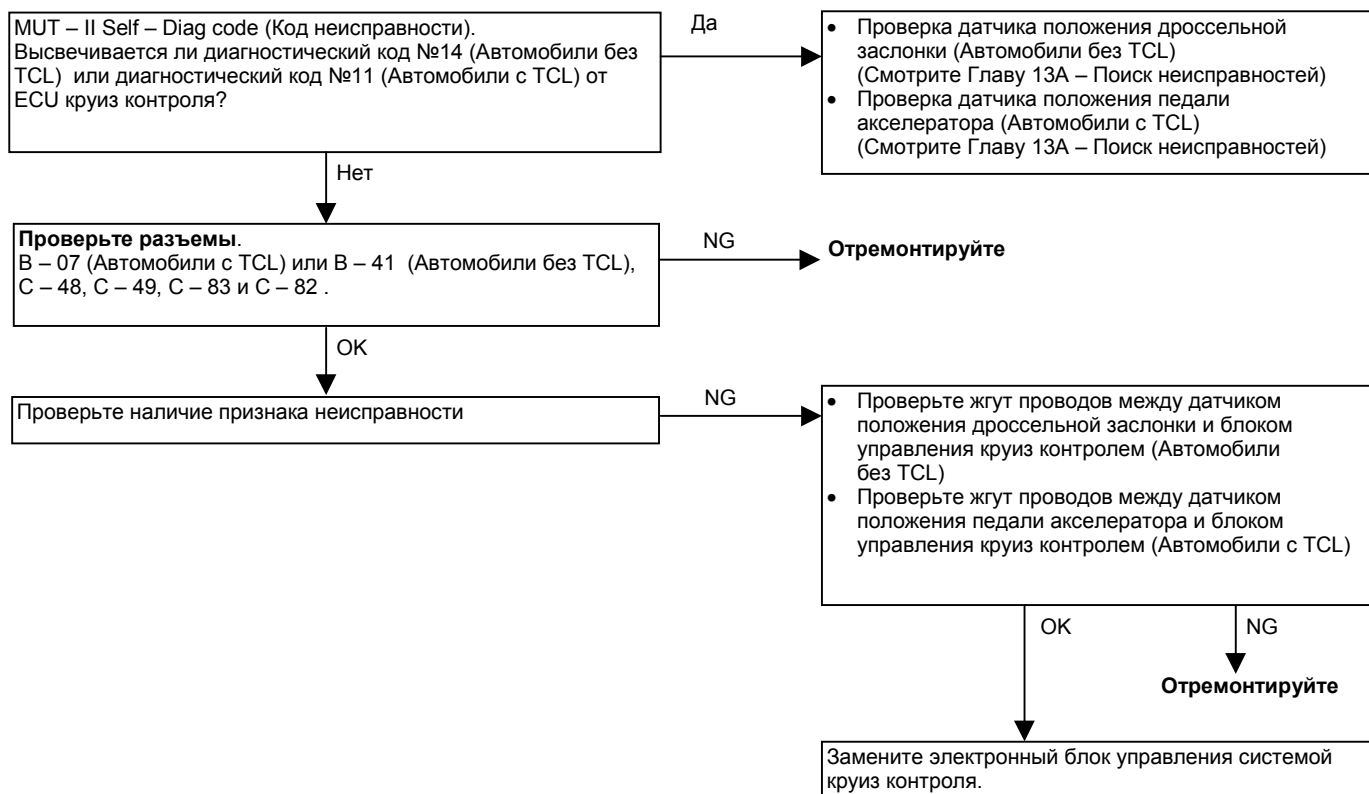 MUT – II Self – Diag code (Код неисправности).
Высвечивается ли диагностический код №14 (Автомобили без
TCL) или диагностический код №11 (Автомобили с TCL) от
ECU круиз контроля?
Да
• Проверка датчика положения дроссельной
заслонки (Автомобили без TCL)
(Смотрите Главу 13А – Поиск неисправностей)
• Проверка датчика положения педали
акселератора (Автомобили с TCL)
(Смотрите Главу 13А – Поиск неисправностей)
Нет
Проверьте разъемы.
B – 07 (Автомобили с TCL) или B – 41 (Автомобили без TCL),
C – 48, C – 49, C – 83 и C – 82 .
NG
Отремонтируйте
OK
Проверьте наличие признака неисправности
NG
• Проверьте жгут проводов между датчиком
положения дроссельной заслонки и блоком
управления круиз контролем (Автомобили
без TCL)
• Проверьте жгут проводов между датчиком
положения педали акселератора и блоком
управления круиз контролем (Автомобили с TCL)
OK
NG
Отремонтируйте
Замените электронный блок управления системой
круиз контроля.